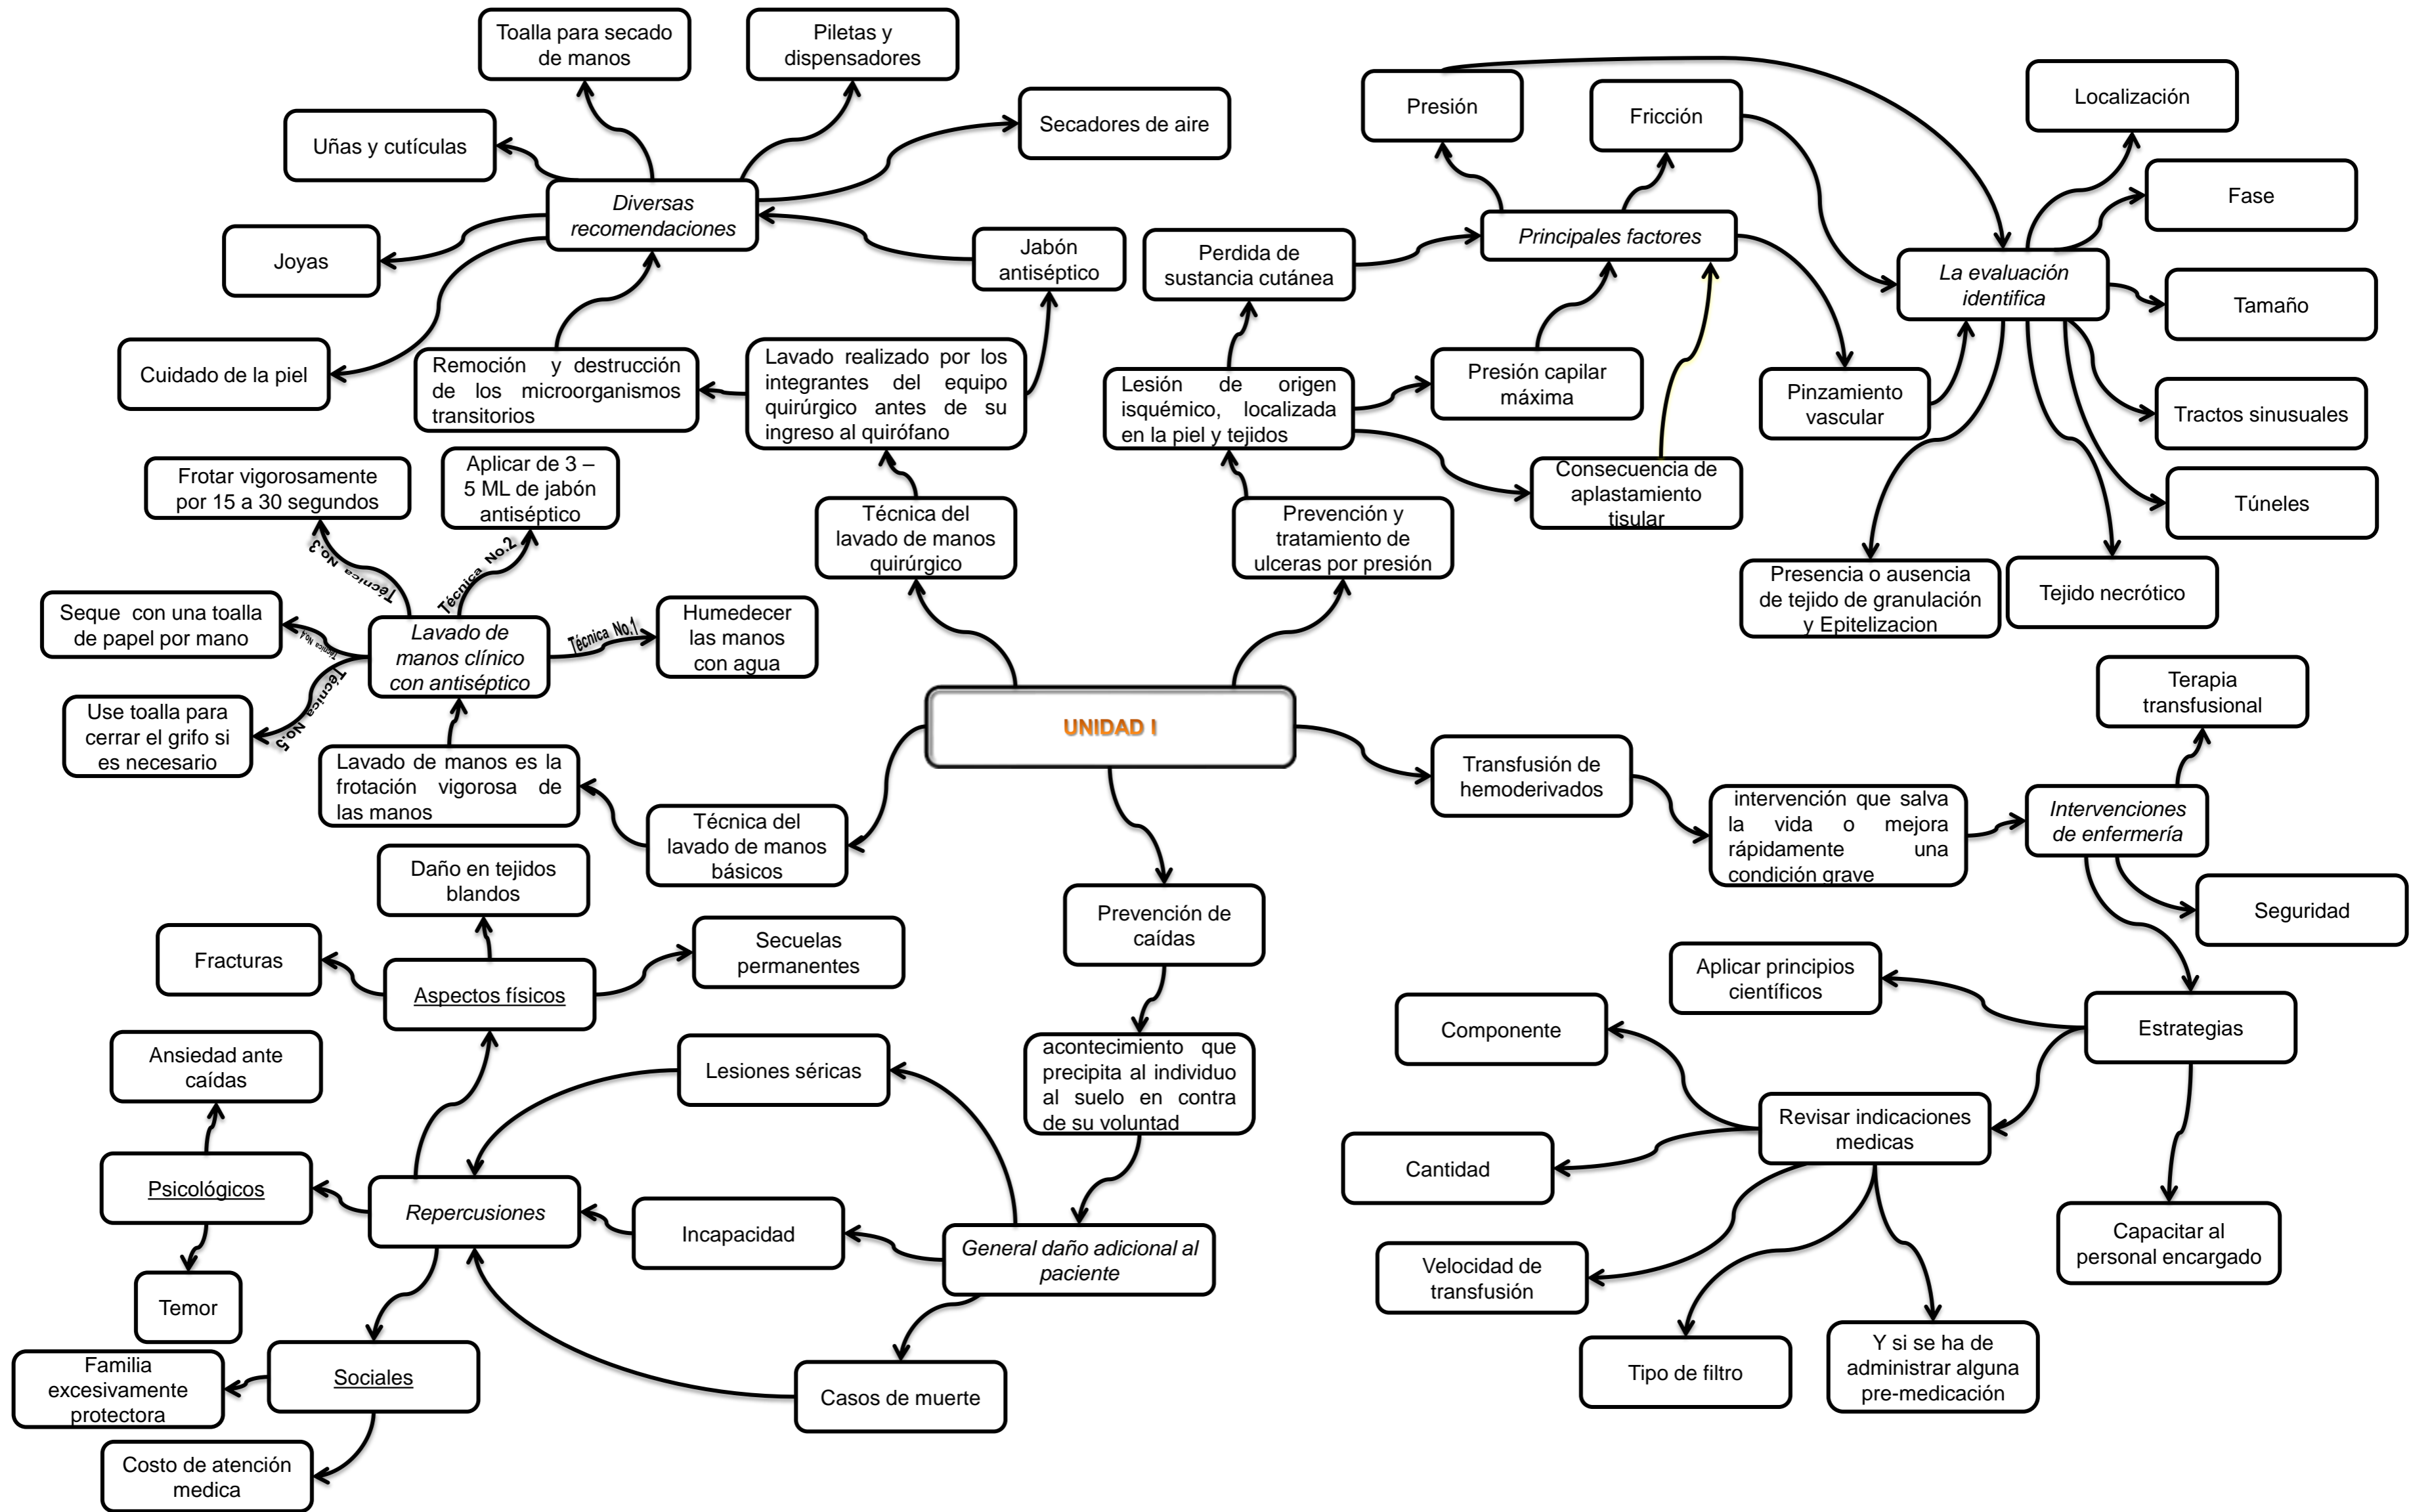 Toalla para secado
de manos
Piletas y
dispensadores
Uñas y cutículas
Secadores de aire
Diversas
recomendaciones
Joyas
Jabón
antiséptico
Cuidado de la piel
Remoción y destrucción
de los microorganismos
transitorios
Lavado realizado por los
integrantes del equipo
quirúrgico antes de su
ingreso al quirófano
Presión
Fricción
Localización
Fase
Principales factores
Perdida de
sustancia cutánea
La evaluación
identifica
Tamaño
Lesión de origen
isquémico, localizada
en la piel y tejidos
Presión capilar
máxima
Pinzamiento
vascular
Tractos sinusuales
Consecuencia de
aplastamiento
tisular
Túneles
Presencia o ausencia
de tejido de granulación
y Epitelizacion
Tejido necrótico
Frotar vigorosamente
por 15 a 30 segundos
Aplicar de 3 –
5 ML de jabón
antiséptico
Técnica del
lavado de manos
quirúrgico
Prevención y
tratamiento de
ulceras por presión
Técnica No.3
Técnica No.2
Seque con una toalla
de papel por mano
Técnica No.4
Lavado de
manos clínico
con antiséptico
Técnica No.1
Humedecer
las manos
con agua
Técnica No.5
Use toalla para
cerrar el grifo si
es necesario
UNIDAD I
Terapia
transfusional
Lavado de manos es la
frotación vigorosa de
las manos
Técnica del
lavado de manos
básicos
Transfusión de
hemoderivados
intervención que salva
la vida o mejora
rápidamente una
condición grave
Intervenciones
de enfermería
Daño en tejidos
blandos
Seguridad
Prevención de
caídas
Fracturas
Secuelas
permanentes
Aspectos físicos
Aplicar principios
científicos
Estrategias
Componente
Ansiedad ante
caídas
Lesiones séricas
acontecimiento que
precipita al individuo
al suelo en contra
de su voluntad
Revisar indicaciones
medicas
Cantidad
Psicológicos
Repercusiones
Incapacidad
General daño adicional al
paciente
Velocidad de
transfusión
Capacitar al
personal encargado
Temor
Tipo de filtro
Y si se ha de
administrar alguna
pre-medicación
Familia
excesivamente
protectora
Sociales
Casos de muerte
Costo de atención
medica